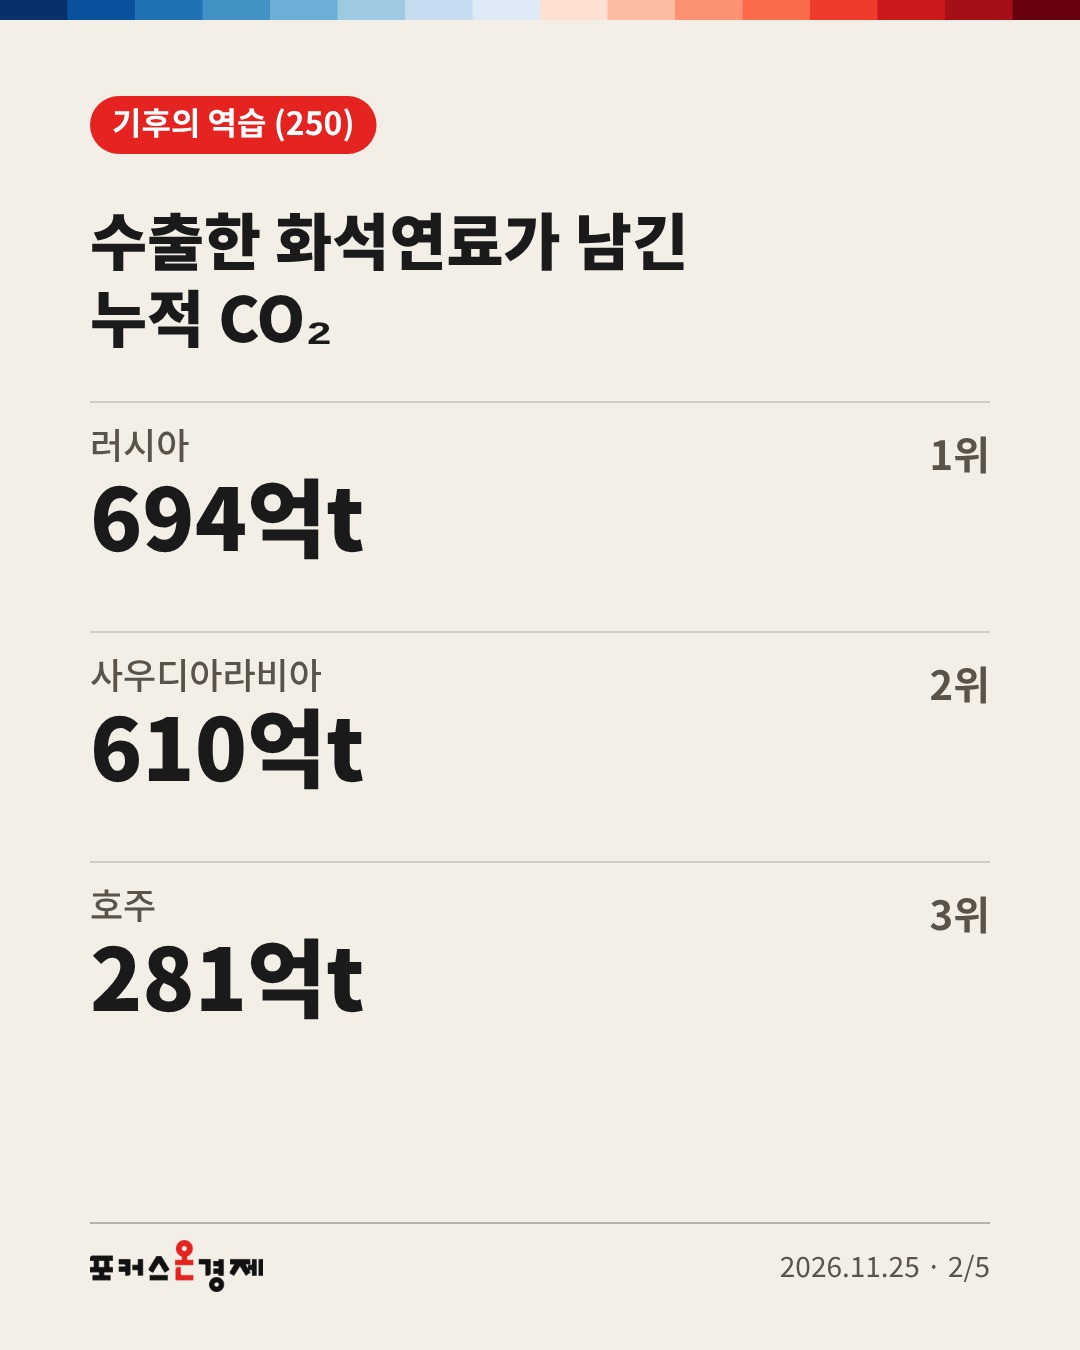 기후의 역습 (250)
수출한 화석연료가 남긴
누적 CO₂
러시아
1위
694억t
사우디아라비아
2위
610억t
호주
3위
281억t
포커스온경제
2026.11.25 · 2/5